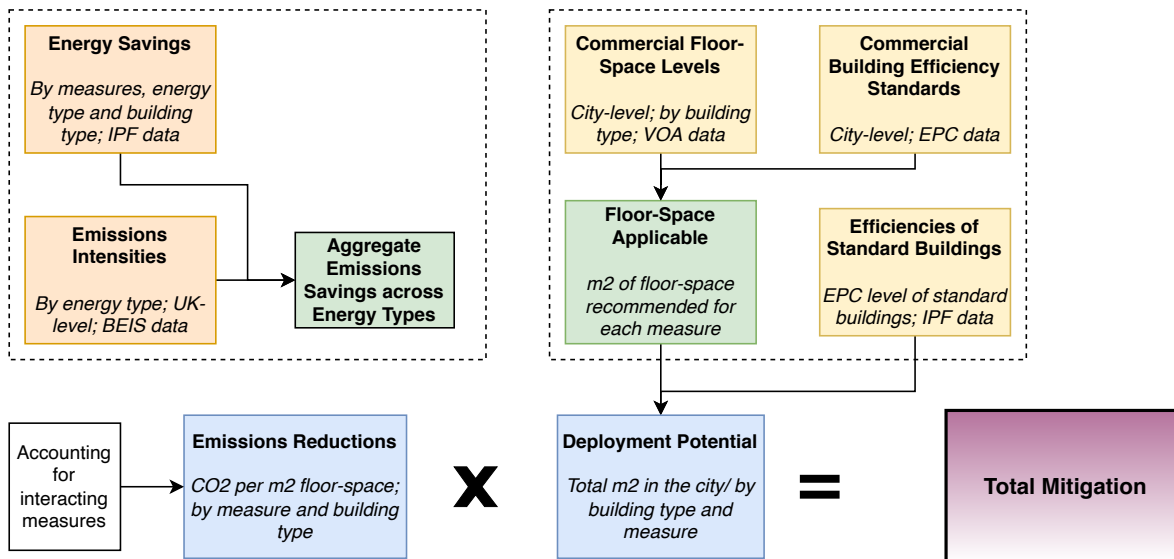 Energy Savings
By measures, energy
type and building
type; IPF data
Commercial Floor-
Space Levels
City-level; by building
type; VOA data
Commercial
Building Efficiency
Standards
City-level; EPC data
Emissions
Intensities
By energy type; UK-
level; BEIS data
Aggregate
Emissions
Savings across
Energy Types
Floor-Space
Applicable
m2 of floor-space
recommended for
each measure
Efficiencies of
Standard Buildings
EPC level of standard
buildings; IPF data
Accounting
for
interacting
measures
Emissions Reductions
CO2 per m2 floor-space;
by measure and building
type
x
Deployment Potential
Total m2 in the city/ by
building type and
measure
=
Total Mitigation